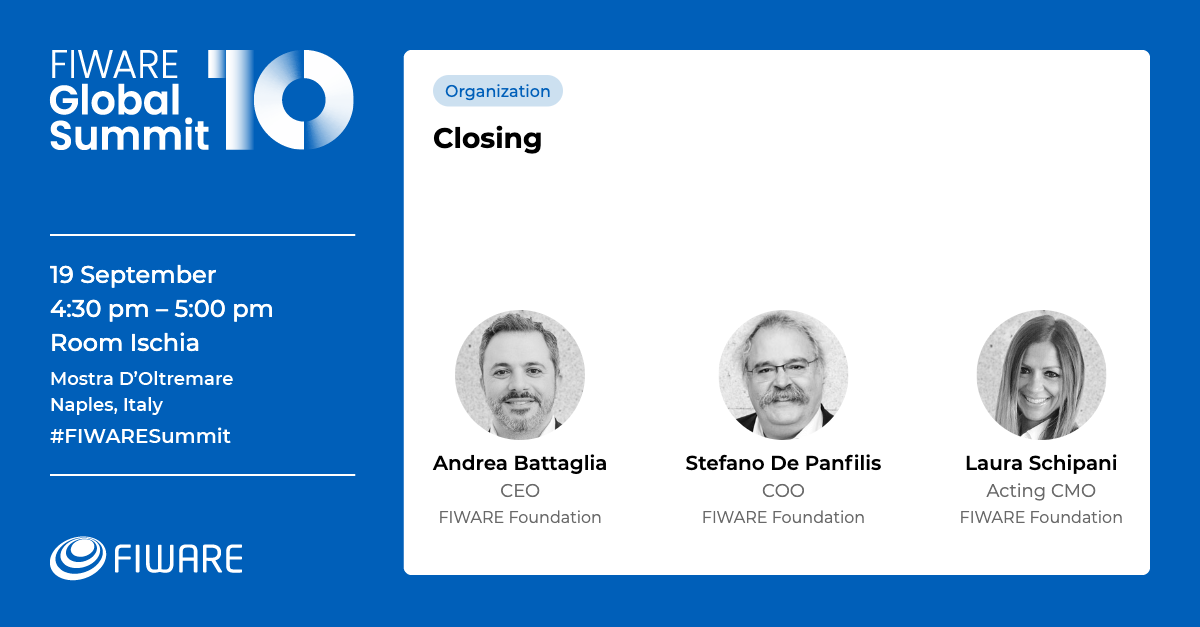 FIWARE
Global
Summit
10
19 September
4:30 pm – 5:00 pm
Room Ischia
Mostra D’Oltremare
Naples, Italy
#FIWARESummit
FIWARE
Organization
Closing
Andrea Battaglia
CEO
FIWARE Foundation
Stefano De Panfilis
COO
FIWARE Foundation
Laura Schipani
Acting CMO
FIWARE Foundation